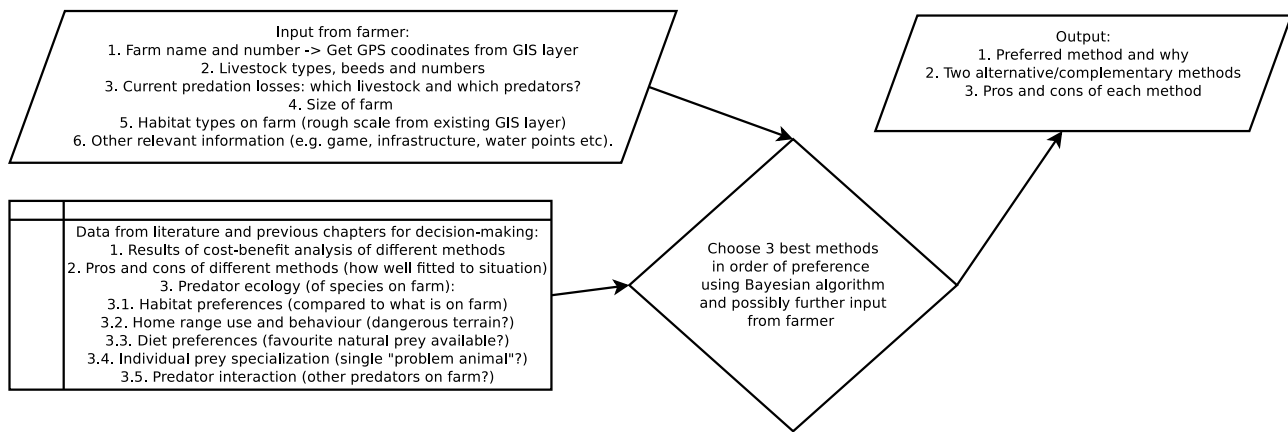 Input from farmer:
1. Farm name and number -> Get GPS coodinates from GIS layer
2. Livestock types, beeds and numbers
3. Current predation losses: which livestock and which predators?
4. Size of farm
5. Habitat types on farm (rough scale from existing GIS layer)
6. Other relevant information (e.g. game, infrastructure, water points etc).
Data from literature and previous chapters for decision-making:
1. Results of cost-benefit analysis of different methods
2. Pros and cons of different methods (how well fitted to situation)
3. Predator ecology (of species on farm):
3.1. Habitat preferences (compared to what is on farm)
3.2. Home range use and behaviour (dangerous terrain?)
3.3. Diet preferences (favourite natural prey available?)
3.4. Individual prey specialization (single "problem animal"?)
3.5. Predator interaction (other predators on farm?)
Choose 3 best methods
in order of preference
using Bayesian algorithm
and possibly further input
from farmer
Output:
1. Preferred method and why
2. Two alternative/complementary methods
3. Pros and cons of each method